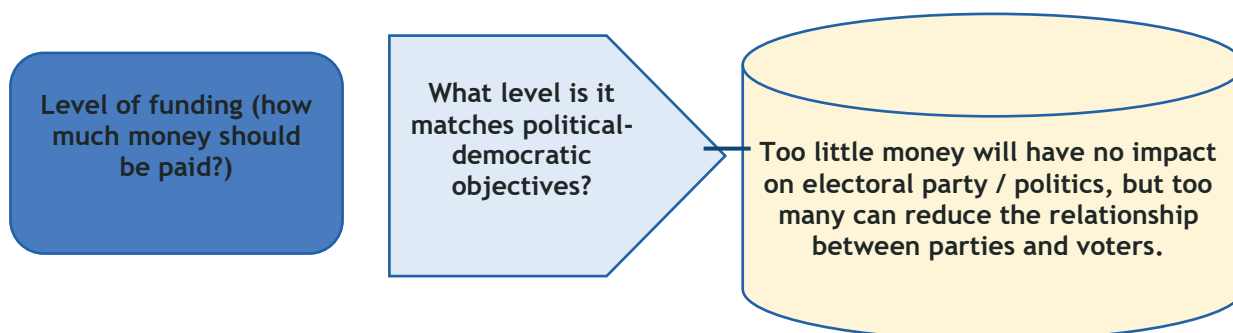 Level of funding (how
much money should
be paid?)
What level is it
matches political-
democratic
objectives?
Too little money will have no impact
on electoral party / politics, but too
many can reduce the relationship
between parties and voters.